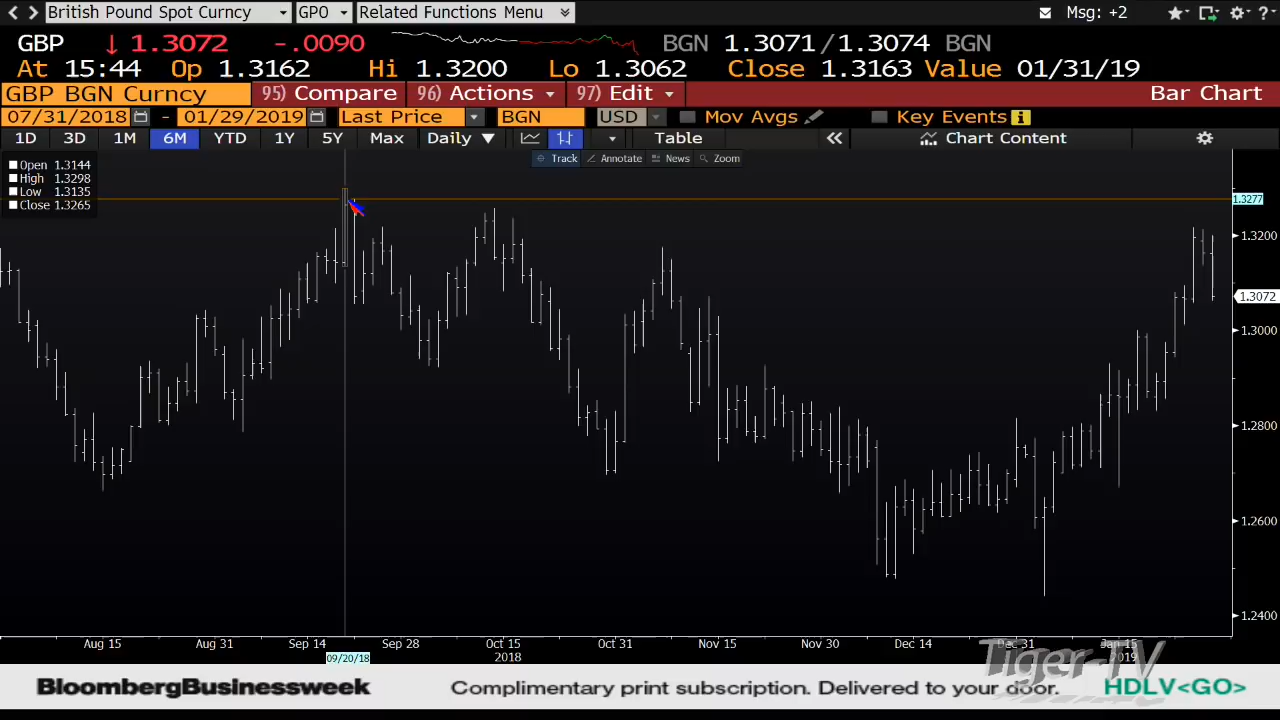 British Pound Spot Curncy GPO Related Functions Menu Msg: +2
GBP ↓ 1.3072 -.0090 BGN 1.3071/1.3074 BGN
At 15:44 Op 1.3162 Hi 1.3200 Lo 1.3062 Close 1.3163 Value 01/31/19
GBP BGN Curncy 95) Compare 96) Actions 97) Edit Bar Chart
07/31/2018 - 01/29/2019 Last Price BGN USD Mov Avgs Key Events
1D 3D 1M 6M YTD 1Y 5Y Max Daily ▼ Table « Chart Content
Track Annotate News Zoom
Open 1.3144
High 1.3298
Low 1.3135
Close 1.3265
1.3277
1.3200
1.3072
1.3000
1.2800
1.2600
1.2400
Aug 15 Aug 31 Sep 14 Sep 28 Oct 15 Oct 31 Nov 15 Nov 30 Dec 14 Dec 31 Jan 15
09/20/18 2018 2019
Tiger-TV
BloombergBusinessweek Complimentary print subscription. Delivered to your door. HDLV<GO>